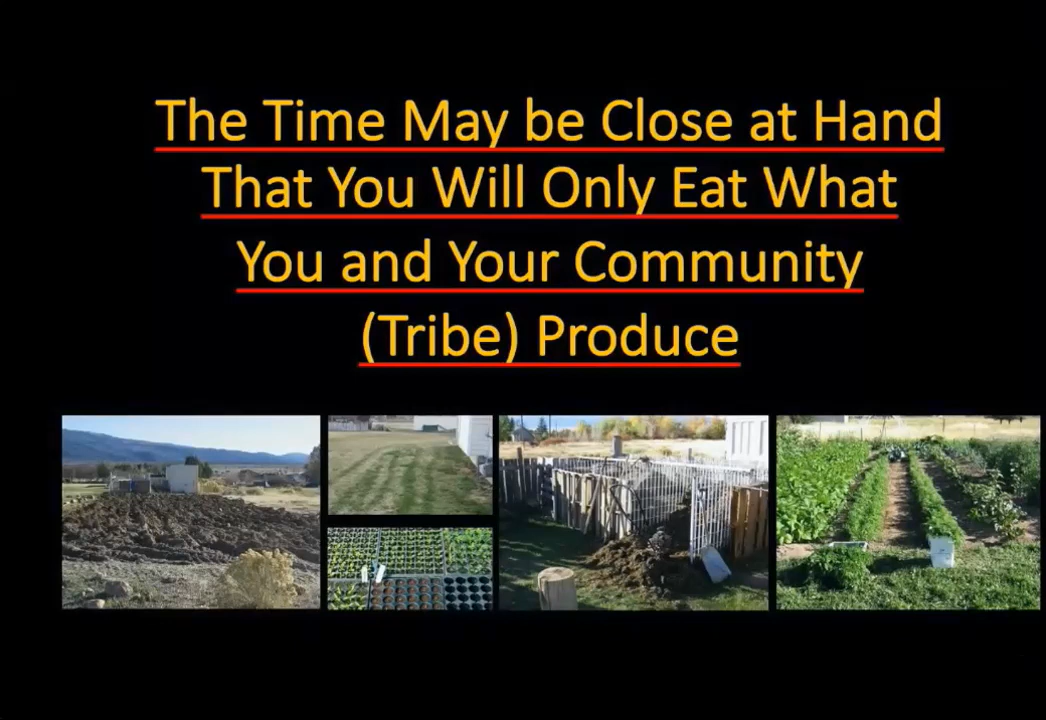 The Time May be Close at Hand
That You Will Only Eat What
You and Your Community
(Tribe) Produce